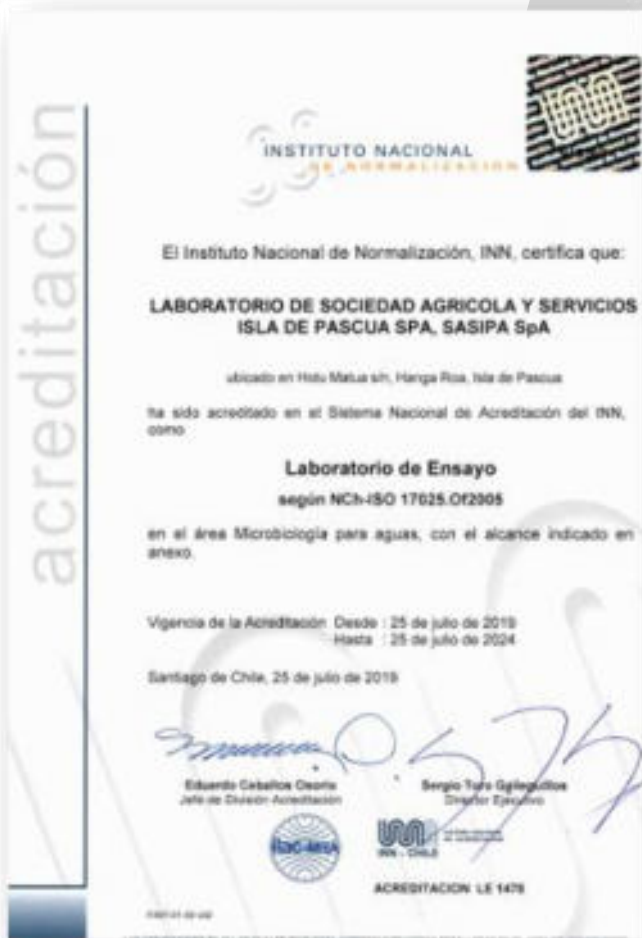 acreditación
INSTITUTO NACIONAL
DE NORMALIZACION
El Instituto Nacional de Normalización, INN, certifica que:
LABORATORIO DE SOCIEDAD AGRICOLA Y SERVICIOS
ISLA DE PASCUA SPA, SASIPA SpA
ubicado en Hotu Matua s/n, Hanga Roa, Isla de Pascua
ha sido acreditado en el Sistema Nacional de Acreditación del INN,
como
Laboratorio de Ensayo
según NCh-ISO 17025.Of2005
en el área Microbiología para aguas, con el alcance indicado en
anexo.
Vigencia de la Acreditación Desde : 25 de julio de 2019
Hasta : 25 de julio de 2024
Santiago de Chile, 25 de julio de 2019
Eduardo Ceballos Osorio
Jefe de División Acreditación
Sergio Toro
Director Ejecutivo
ilac-MRA
INN - CHILE
ACREDITACION LE 1478